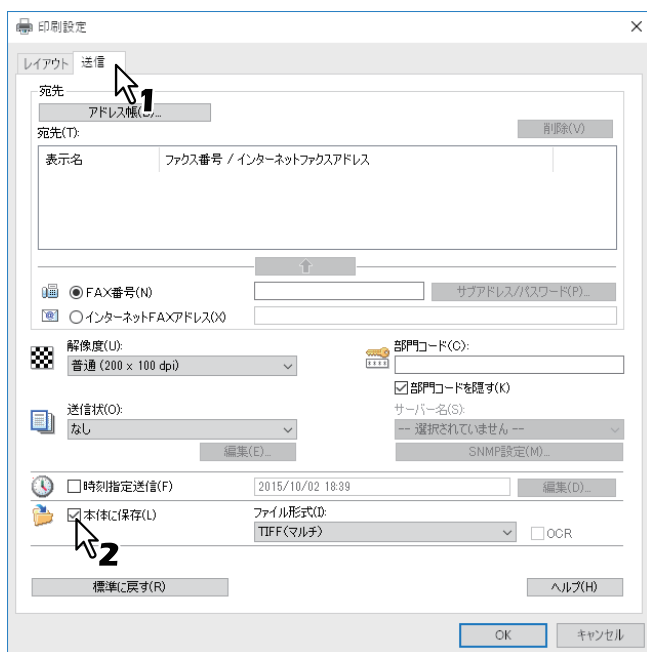 印刷設定
レイアウト 送信
1
宛先
アドレス帳(B)...
宛先(T):
削除(V)
表示名 ファクス番号 / インターネットファクスアドレス
FAX番号(N) サブアドレス/パスワード(P)...
インターネットFAXアドレス(X)
解像度(U): 部門コード(C):
普通 (200 x 100 dpi)
部門コードを隠す(K)
送信状(O): サーバー名(S):
なし -- 選択されていません --
編集(E)... SNMP設定(M)...
時刻指定送信(F) 2015/10/02 18:39 編集(D)...
本体に保存(L) ファイル形式(I):
TIFF(マルチ) OCR
2
標準に戻す(R) ヘルプ(H)
OK キャンセル